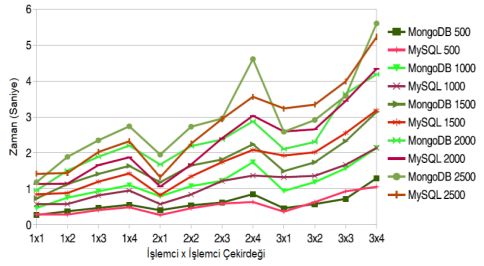 6
5
4
3
2
1
0
Zaman (Saniye)
1x1 1x2 1x3 1x4 2x1 2x2 2x3 2x4 3x1 3x2 3x3 3x4
İşlemci x İşlemci Çekirdeği
MongoDB 500
MySQL 500
MongoDB 1000
MySQL 1000
MongoDB 1500
MySQL 1500
MongoDB 2000
MySQL 2000
MongoDB 2500
MySQL 2500